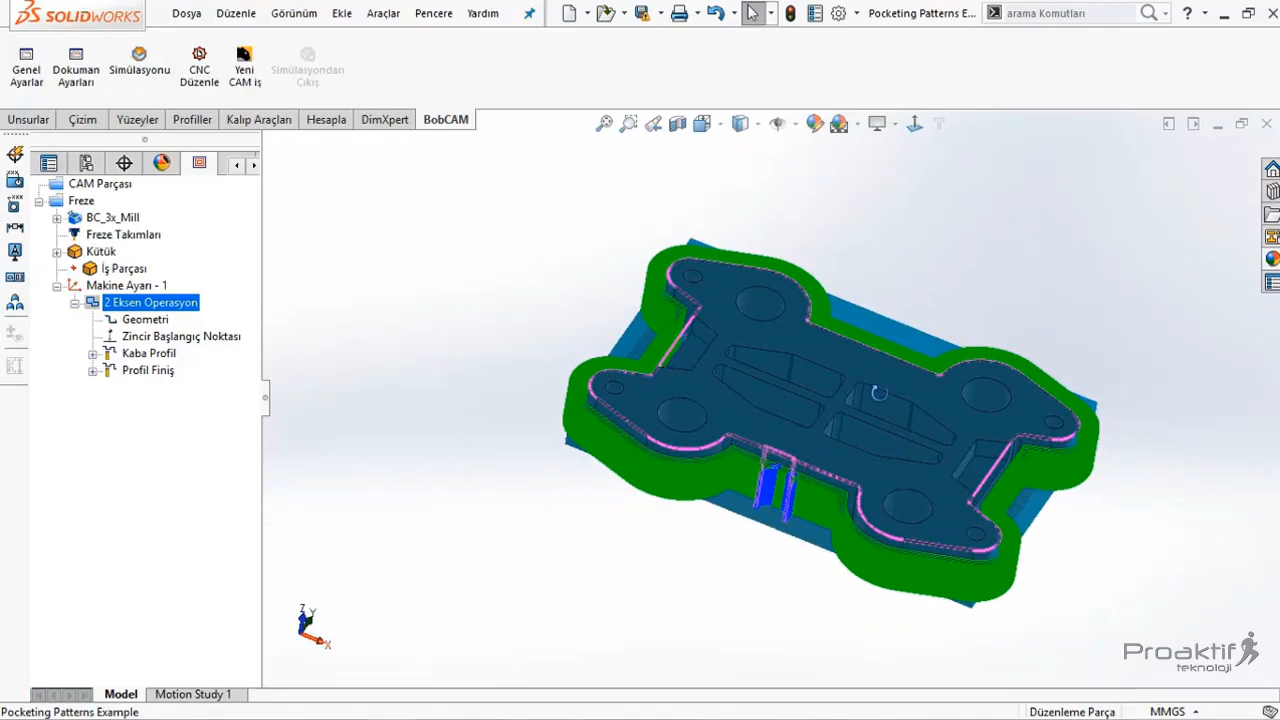 SOLIDWORKS
Dosya Düzenle Görünüm Ekle Araçlar Pencere Yardım
Pocketing Patterns E...
arama Komutları
?
Genel Ayarlar
Dokuman Ayarları
Simülasyonu
CNC Düzenle
Yeni CAM iş
Simülasyondan Çıkış
Unsurlar Çizim Yüzeyler Profiller Kalıp Araçları Hesapla DimXpert BobCAM
CAM Parçası
Freze
BC_3x_Mill
Freze Takımları
Kütük
İş Parçası
Makine Ayarı - 1
2 Eksen Operasyon
Geometri
Zincir Başlangıç Noktası
Kaba Profil
Profil Finiş
Z
Y
X
Proaktif
teknoloji
Model Motion Study 1
Pocketing Patterns Example
Düzenleme Parça
MMGS